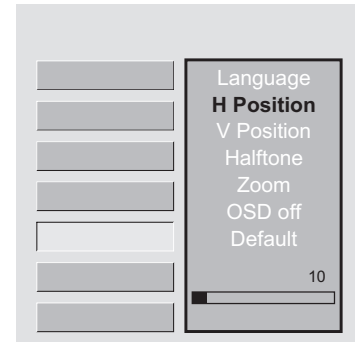 Language
H Position
V Position
Halftone
Zoom
OSD off
Default
10